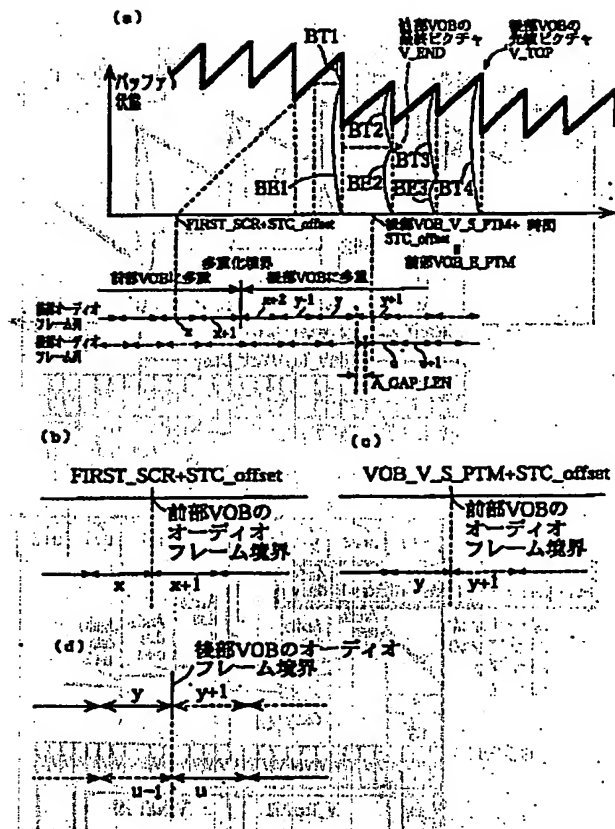 (a)
BT1
前部VOBの
最終ピクチャ
V_END
後部VOBの
先頭ピクチャ
V_TOP
バッファ
状態
BT2
BT3
BE1
BE2
BE3
BT4
FIRST_SCR+STC_offset
後部VOB_V_S_PTM+
時間
STC_offset
前部VOB_E_PTM
多重化境界
前部VOBに多重
後部VOBに多重
x+2
y-1
y
y+1
前部オーディオ
フレーム列
x
x+1
後部オーディオ
フレーム列
u
u+1
A_GAP_LEN
(b)
(c)
FIRST_SCR+STC_offset
VOB_V_S_PTM+STC_offset
前部VOBの
オーディオ
フレーム境界
前部VOBの
オーディオ
フレーム境界
x
x+1
y
y+1
(d)
後部VOBのオーディオ
フレーム境界
y
y+1
u-1
u